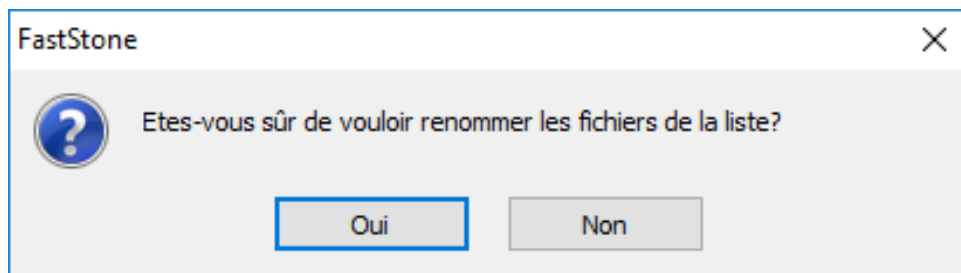 FastStone
Etes-vous sûr de vouloir renommer les fichiers de la liste?
Oui
Non